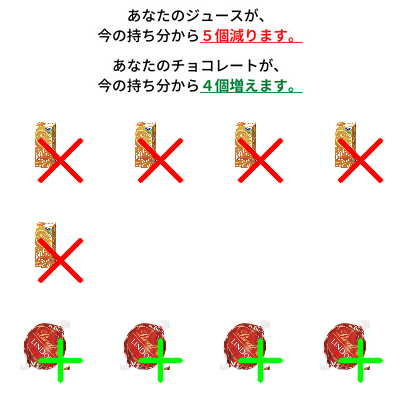 あなたのジュースが、
今の持ち分から５個減ります。
あなたのチョコレートが、
今の持ち分から４個増えます。